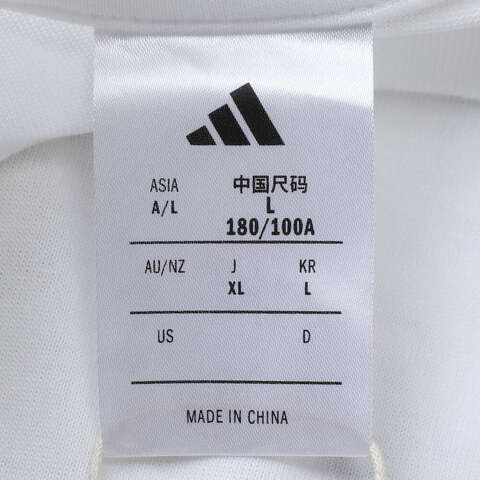 ASIA 中国尺码
A/L L
180/100A
AU/NZ J KR
XL L
US D
MADE IN CHINA